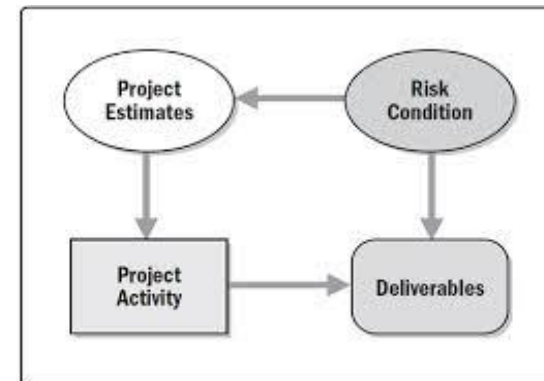 Project
Estimates
Risk
Condition
Project
Activity
Deliverables